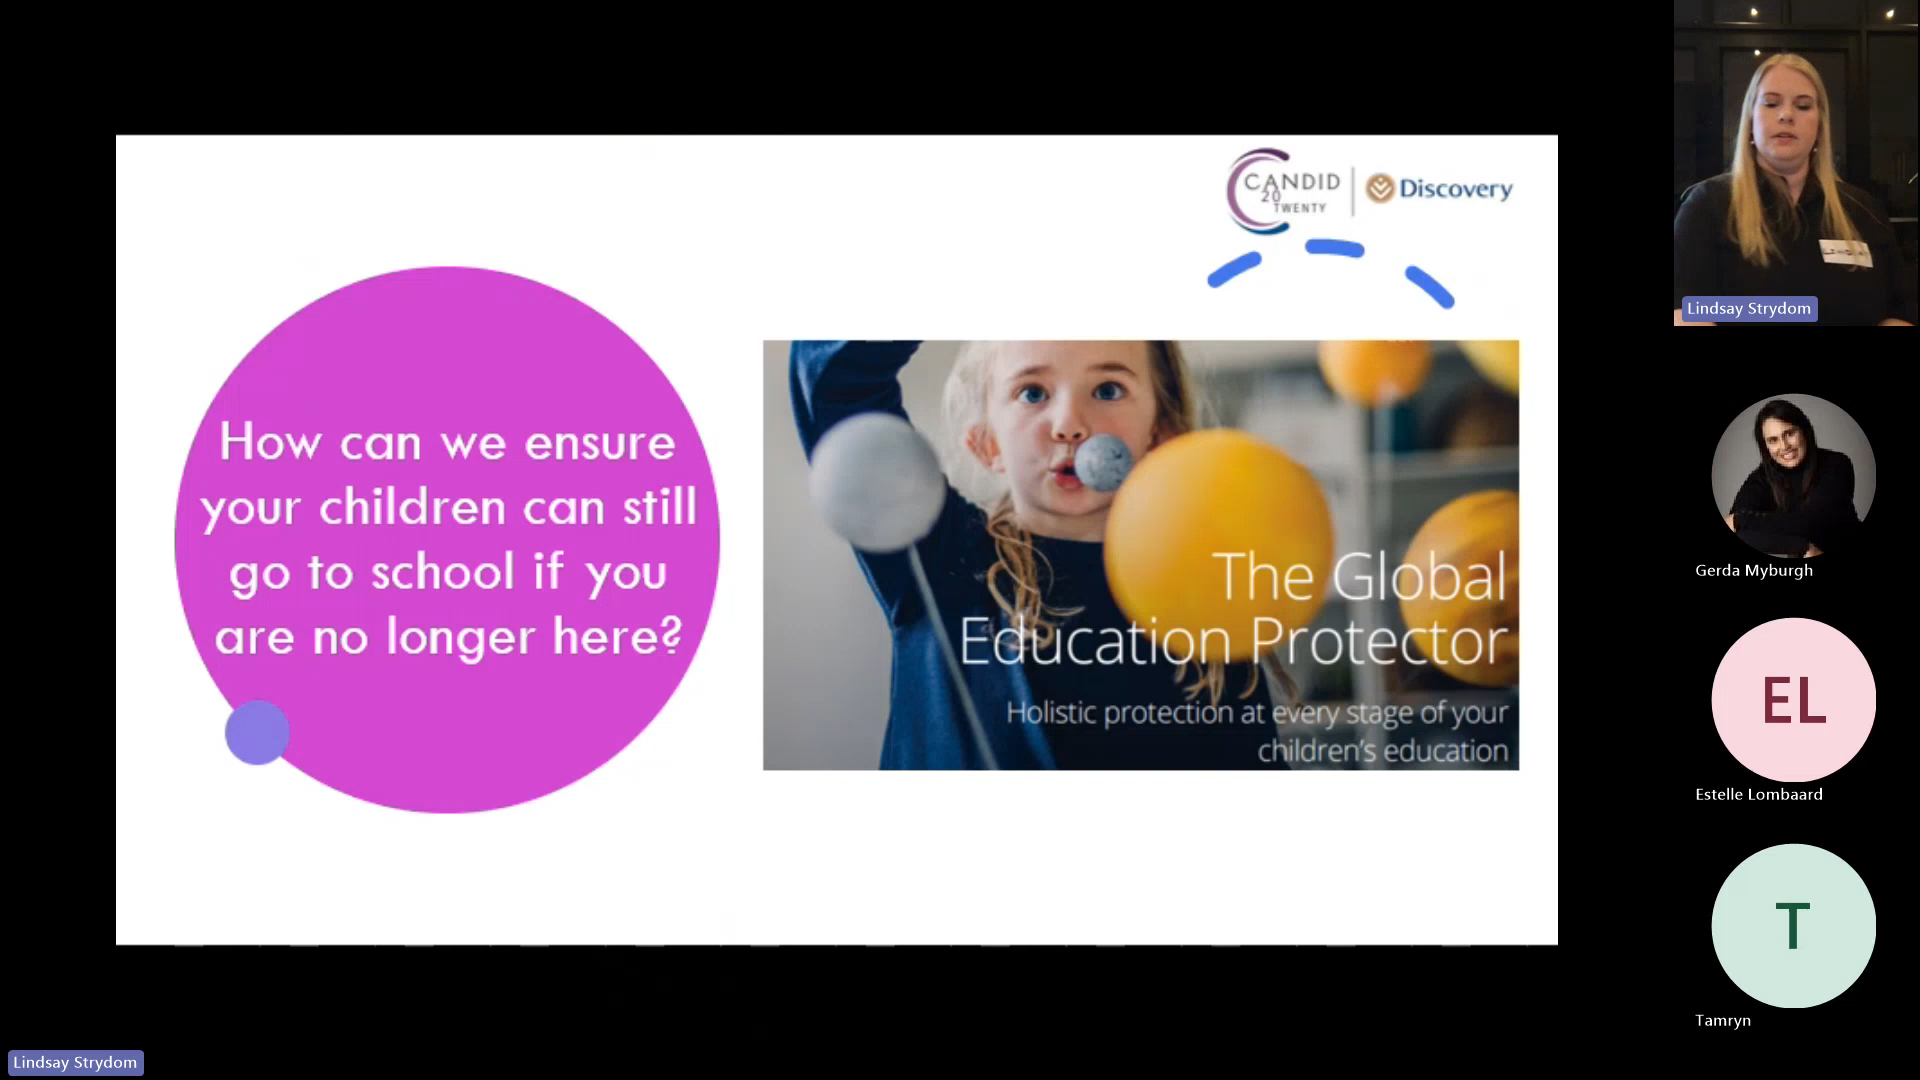 CANDID
20
TWENTY
Discovery
How can we ensure
your children can still
go to school if you
are no longer here?
The Global
Education Protector
Holistic protection at every stage of your
children's education
Lindsay Strydom
Gerda Myburgh
EL
Estelle Lombaard
T
Tamryn
Lindsay Strydom